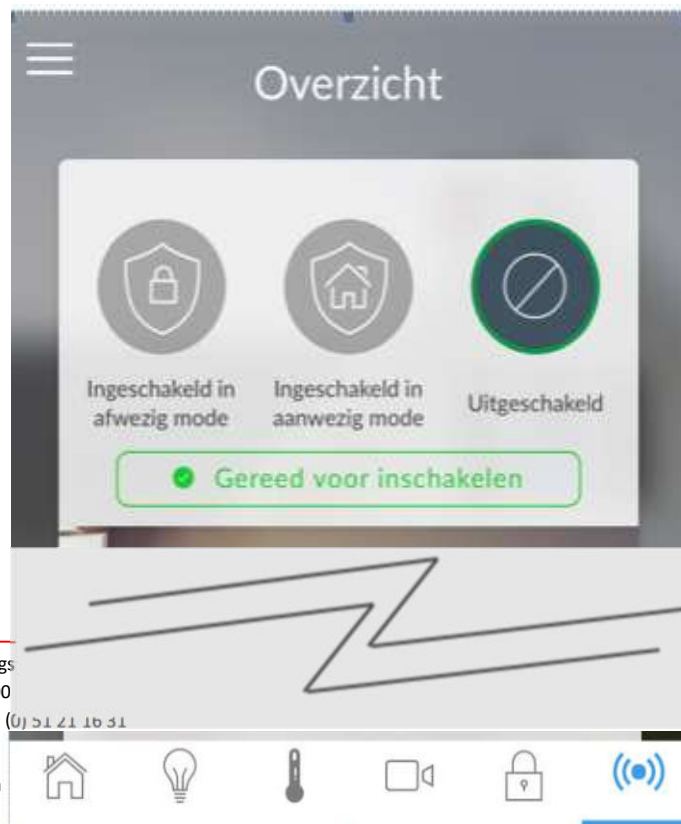 Overzicht
Ingeschakeld in
afwezig mode
Ingeschakeld in
aanwezig mode
Uitgeschakeld
Gereed voor inschakelen
(0) 51 21 16 31